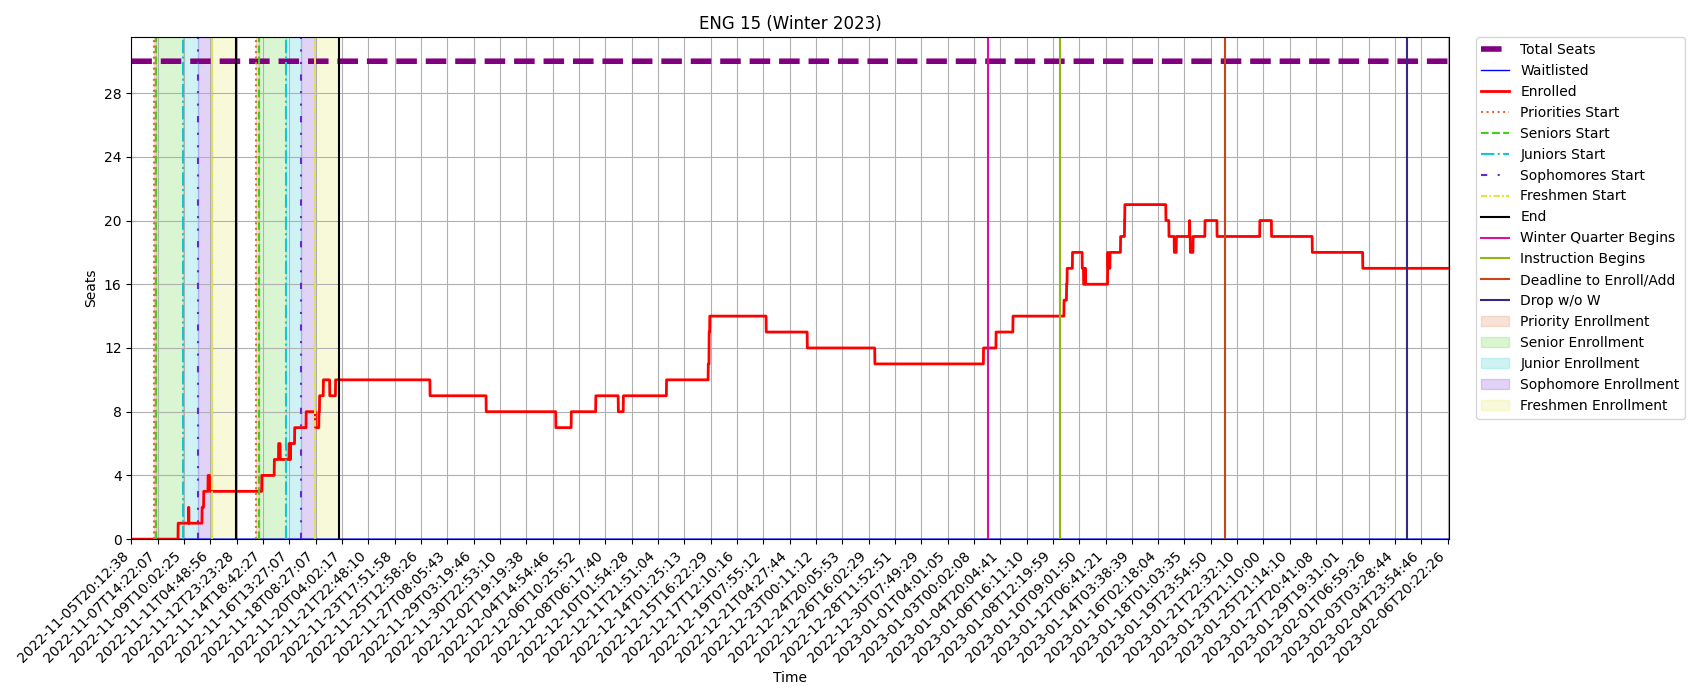 ENG 15 (Winter 2023)
Total Seats
Waitlisted
Enrolled
Priorities Start
Seniors Start
Juniors Start
Sophomores Start
Freshmen Start
End
Winter Quarter Begins
Instruction Begins
Deadline to Enroll/Add
Drop w/o W
Priority Enrollment
Senior Enrollment
Junior Enrollment
Sophomore Enrollment
Freshmen Enrollment
Seats
28
24
20
16
12
8
4
0
2022-11-05T20:12:38
2022-11-07T14:22:07
2022-11-09T10:02:25
2022-11-11T04:48:56
2022-11-12T23:23:28
2022-11-14T18:42:27
2022-11-16T13:27:07
2022-11-18T08:27:07
2022-11-20T04:02:17
2022-11-21T22:48:10
2022-11-23T17:51:58
2022-11-25T12:58:26
2022-11-27T08:05:43
2022-11-29T03:19:46
2022-11-30T22:53:10
2022-12-02T19:19:38
2022-12-04T14:54:46
2022-12-06T10:25:52
2022-12-08T06:17:40
2022-12-10T01:54:28
2022-12-11T21:51:04
2022-12-14T01:25:13
2022-12-15T16:22:29
2022-12-17T12:10:16
2022-12-19T07:55:12
2022-12-21T04:27:44
2022-12-23T00:11:12
2022-12-24T20:05:53
2022-12-26T16:02:29
2022-12-28T11:52:51
2022-12-30T07:49:29
2023-01-01T04:01:05
2023-01-03T00:02:08
2023-01-04T20:04:41
2023-01-06T16:11:10
2023-01-08T12:19:59
2023-01-10T09:01:50
2023-01-12T06:41:21
2023-01-14T03:38:39
2023-01-16T02:18:04
2023-01-18T01:03:35
2023-01-19T23:54:50
2023-01-21T22:32:10
2023-01-23T21:10:00
2023-01-25T21:14:10
2023-01-27T20:41:08
2023-01-29T19:31:01
2023-02-01T06:59:26
2023-02-03T03:28:44
2023-02-04T23:54:46
2023-02-06T20:22:26
Time